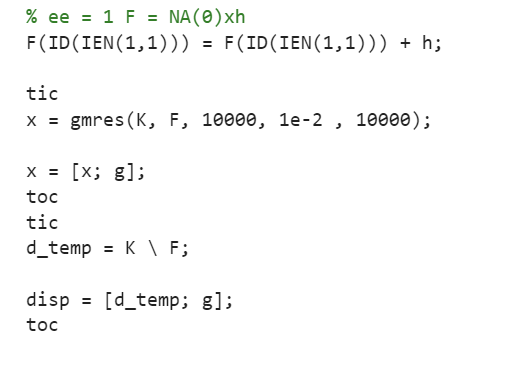 % ee = 1 F = NA(0)xh
F(ID(IEN(1,1))) = F(ID(IEN(1,1))) + h;
tic
x = gmres(K, F, 10000, 1e-2 , 10000);
x = [x; g];
toc
tic
d_temp = K \ F;
disp = [d_temp; g];
toc